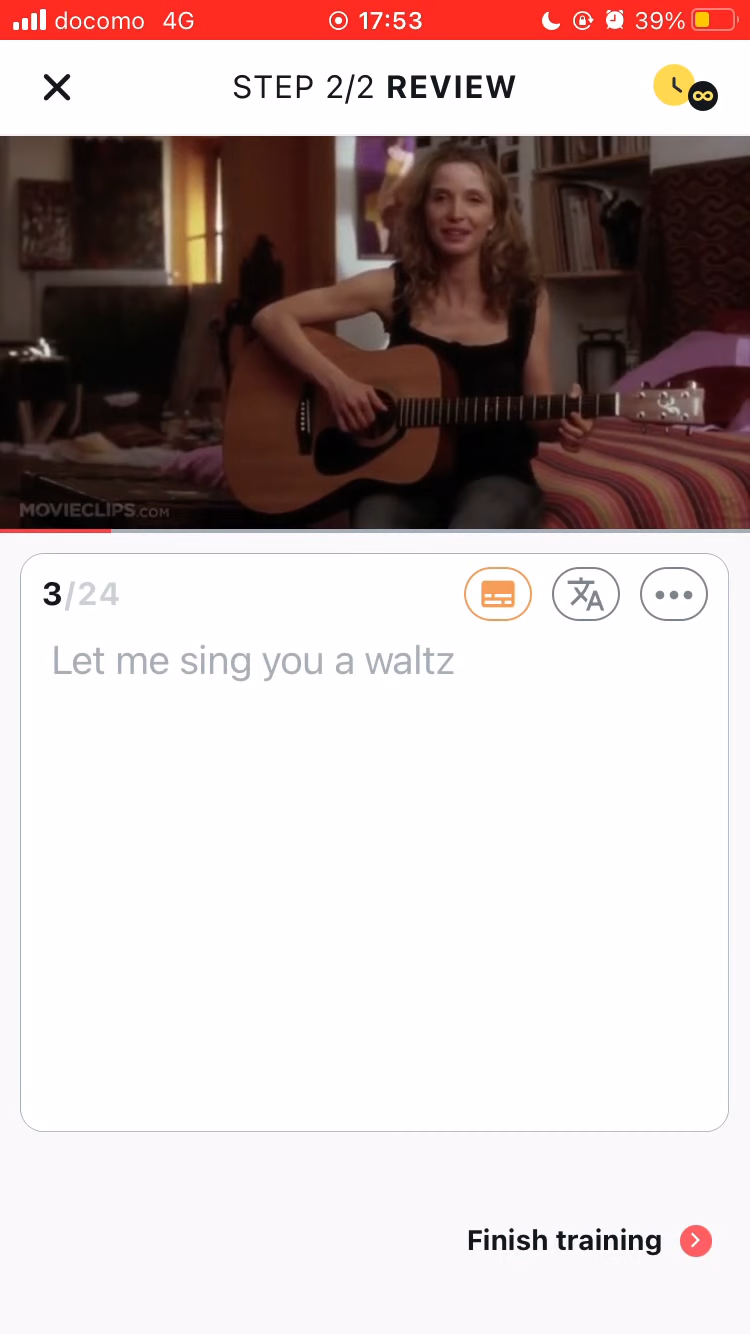 docomo 4G 17:53 39%
STEP 2/2 REVIEW
MOVIECLIPS.COM
3/24
Let me sing you a waltz
Finish training